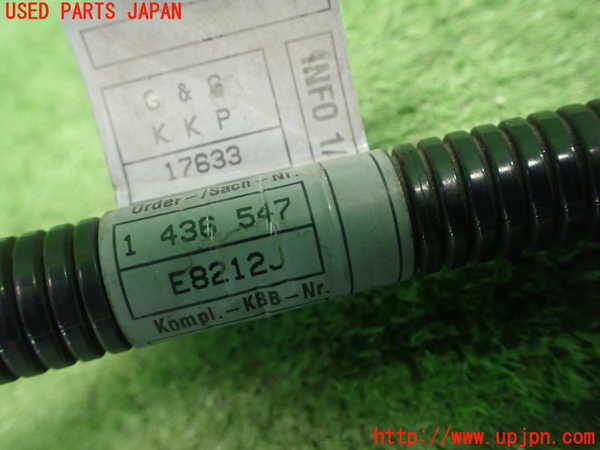 USED PARTS JAPAN
G & G
K K P
17633
INFO 1/
Order-/Sach-Nr.
1 436 547
E8212J
Kompl.-KBB-Nr.
http://www.upjpn.com/